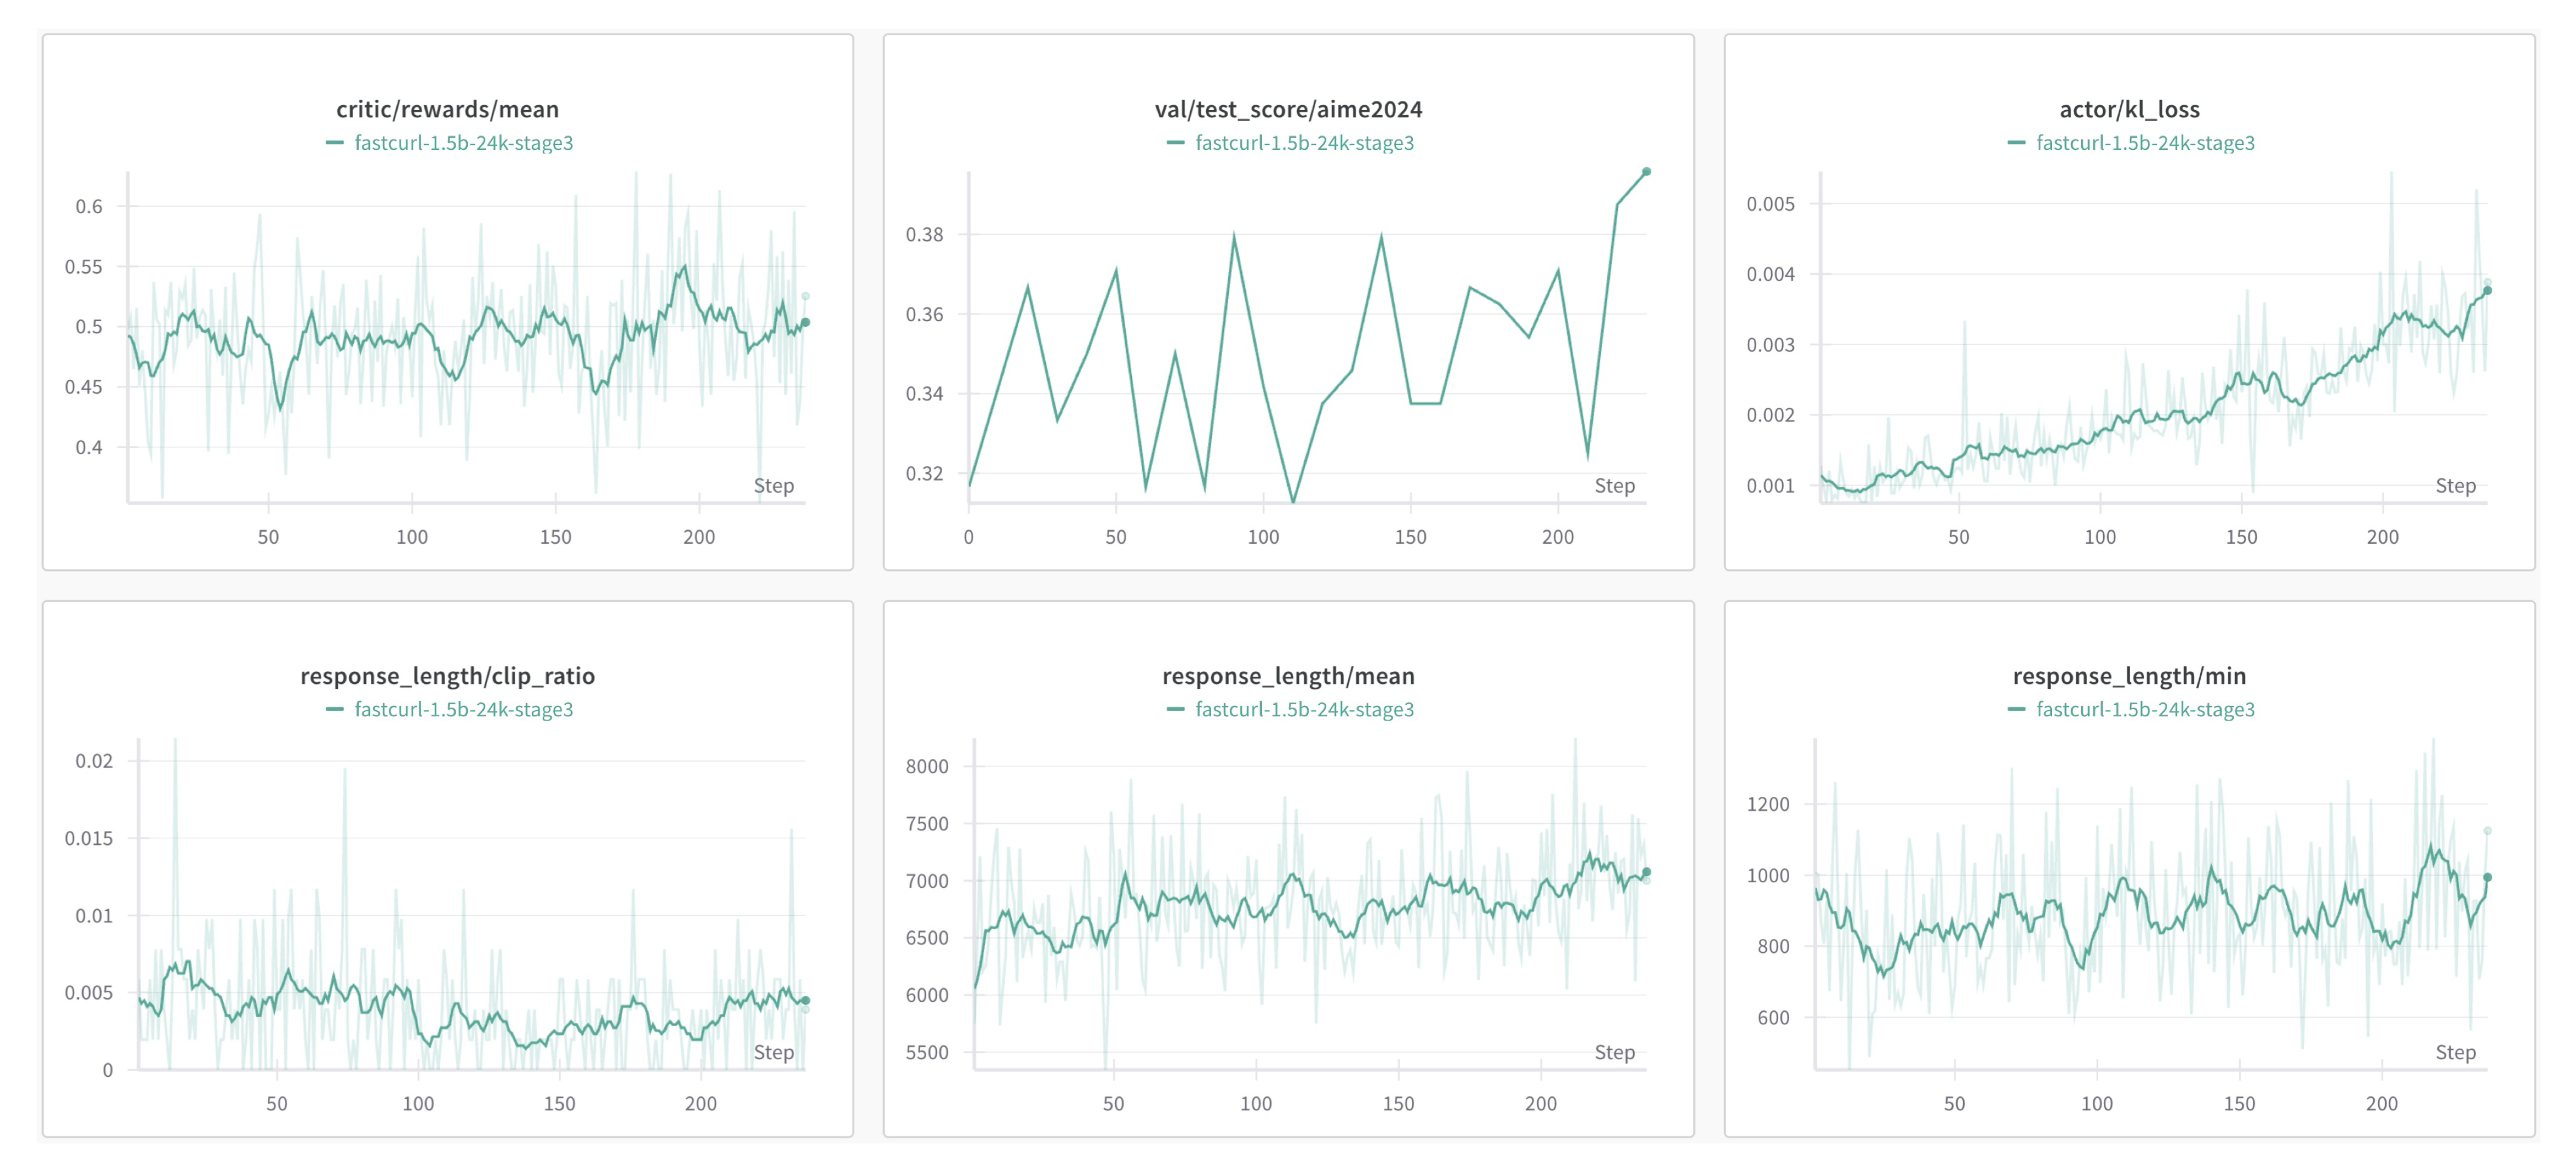 critic/rewards/mean
fastcurl-1.5b-24k-stage3
0.6
0.55
0.5
0.45
0.4
Step
50 100 150 200
val/test_score/aime2024
fastcurl-1.5b-24k-stage3
0.38
0.36
0.34
0.32
Step
0 50 100 150 200
actor/kl_loss
fastcurl-1.5b-24k-stage3
0.005
0.004
0.003
0.002
0.001
Step
50 100 150 200
response_length/clip_ratio
fastcurl-1.5b-24k-stage3
0.02
0.015
0.01
0.005
0
Step
50 100 150 200
response_length/mean
fastcurl-1.5b-24k-stage3
8000
7500
7000
6500
6000
5500
Step
50 100 150 200
response_length/min
fastcurl-1.5b-24k-stage3
1200
1000
800
600
Step
50 100 150 200